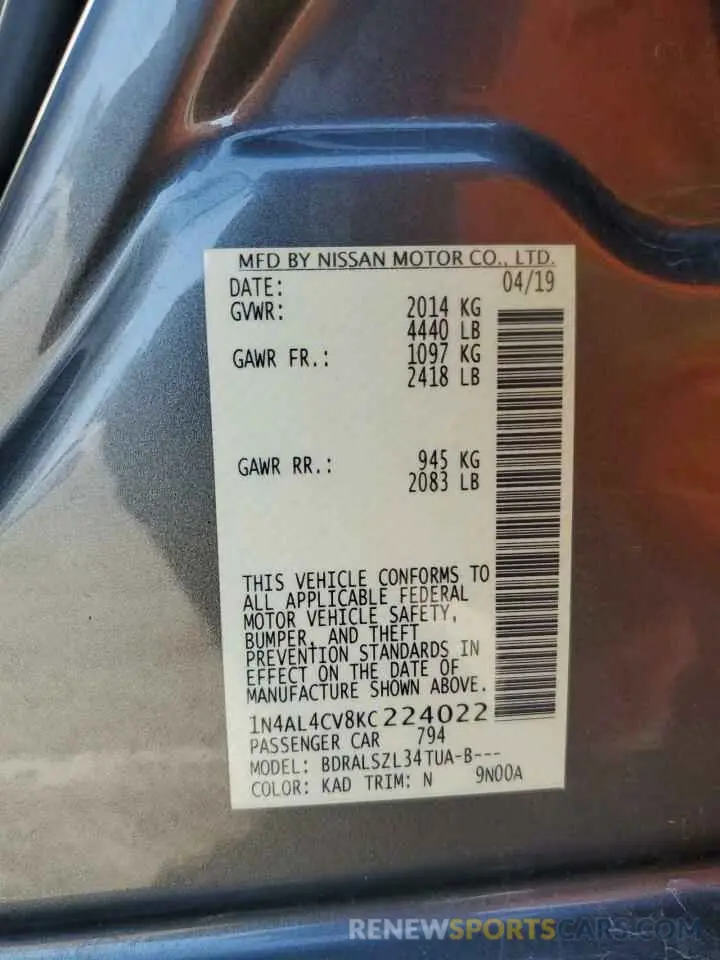 MFD BY NISSAN MOTOR CO., LTD.
DATE: 04/19
GVWR: 2014 KG
4440 LB
GAWR FR.: 1097 KG
2418 LB
GAWR RR.: 945 KG
2083 LB
THIS VEHICLE CONFORMS TO
ALL APPLICABLE FEDERAL
MOTOR VEHICLE SAFETY,
BUMPER, AND THEFT
PREVENTION STANDARDS IN
EFFECT ON THE DATE OF
MANUFACTURE SHOWN ABOVE.
1N4AL4CV8KC224022
PASSENGER CAR 794
MODEL: BDRALSZL34TUA-B---
COLOR: KAD TRIM: N 9N00A
RENEWSPORTSCARS.COM